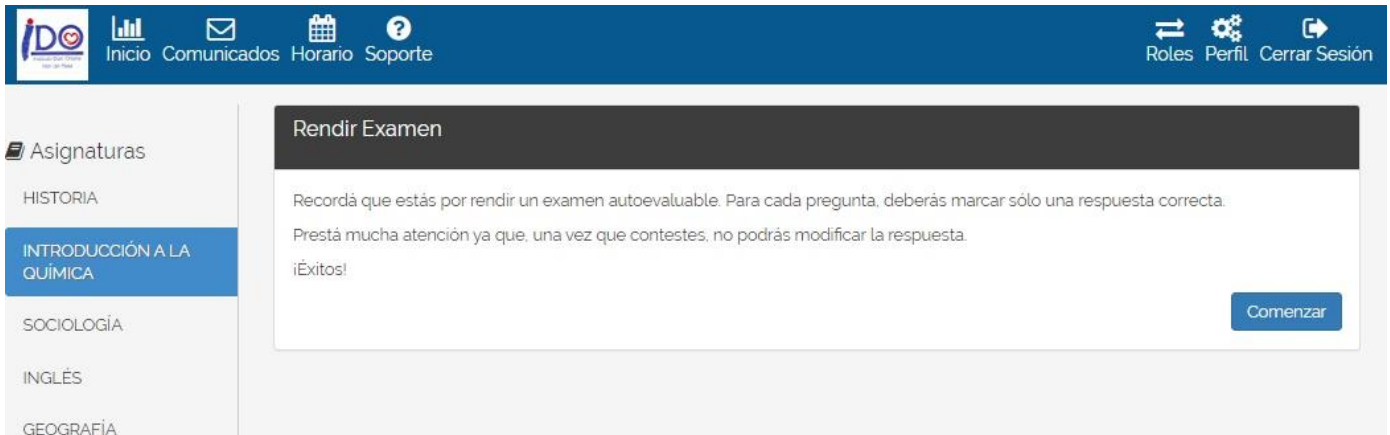 iDO
Inicio Comunicados Horario Soporte
Roles Perfil Cerrar Sesión
Asignaturas
HISTORIA
INTRODUCCIÓN A LA
QUÍMICA
SOCIOLOGÍA
INGLÉS
GEOGRAFÍA
Rendir Examen
Recordá que estás por rendir un examen autoevaluable. Para cada pregunta, deberás marcar sólo una respuesta correcta.
Prestá mucha atención ya que, una vez que contestes, no podrás modificar la respuesta.
¡Éxitos!
Comenzar